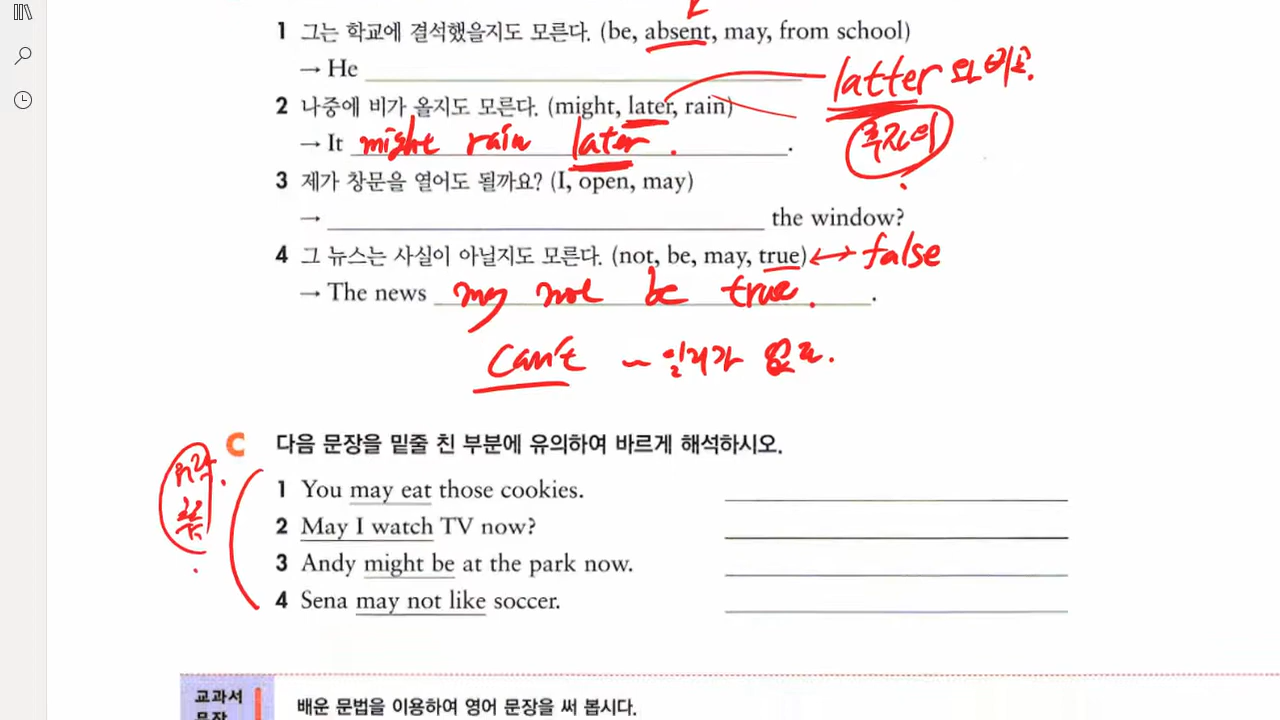 1 그는 학교에 결석했을지도 모른다. (be, absent, may, from school)
→ He
latter 와 비교.
2 나중에 비가 올지도 모른다. (might, later, rain)
→ It might rain later.
후자의
3 제가 창문을 열어도 될까요? (I, open, may)
→ the window?
4 그 뉴스는 사실이 아닐지도 모른다. (not, be, may, true) ↔ false
→ The news may not be true.
can't ~일리가 없다.
C 다음 문장을 밑줄 친 부분에 유의하여 바르게 해석하시오.
1 You may eat those cookies.
2 May I watch TV now?
3 Andy might be at the park now.
4 Sena may not like soccer.
교과서
문장
배운 문법을 이용하여 영어 문장을 써 봅시다.